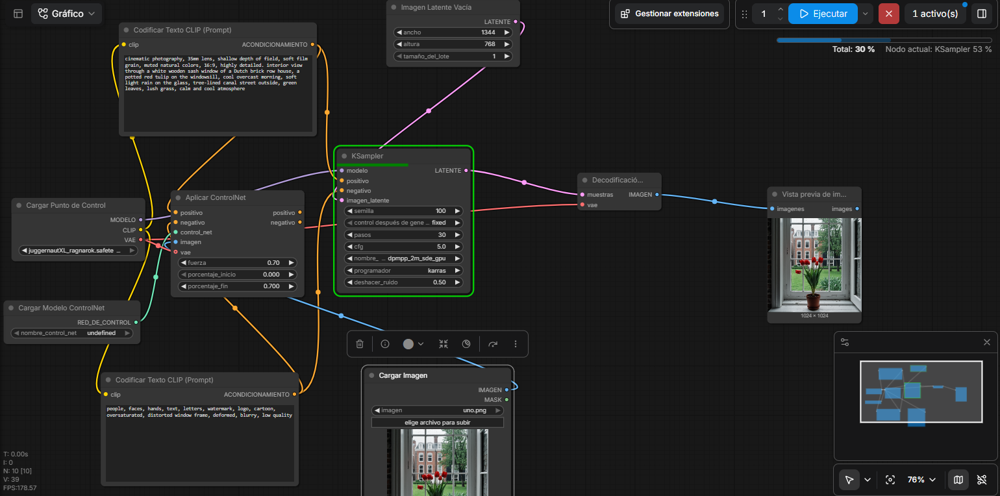 Gráfico
Gestionar extensiones
1
Ejecutar
1 activo(s)
Total: 30 %
Nodo actual: KSampler 53 %
Codificar Texto CLIP (Prompt)
clip
ACONDICIONAMIENTO
cinematic photography, 35mm lens, shallow depth of field, soft film
grain, muted natural colors, 16:9, highly detailed. interior view
through a white wooden sash window of a Dutch brick row house, a
potted red tulip on the windowsill, cool overcast morning, soft
light rain on the glass, tree-lined canal street outside, green
leaves, lush grass, calm and cool atmosphere
Imagen Latente Vacía
LATENTE
ancho 1344
altura 768
tamaño_del_lote 1
KSampler
modelo LATENTE
positivo
negativo
imagen_latente
semilla 100
control después de gene ... fixed
pasos 30
cfg 5.0
nombre_ ... dpmpp_2m_sde_gpu
programador karras
deshacer_ruido 0.50
Decodificació...
muestras IMAGEN
vae
Vista previa de im...
imagenes images
1024 × 1024
Cargar Punto de Control
MODELO
CLIP
VAE
juggernautXL_ragnarok.safete ...
Aplicar ControlNet
positivo positivo
negativo negativo
control_net
imagen
vae
fuerza 0.70
porcentaje_inicio 0.000
porcentaje_fin 0.700
Cargar Modelo ControlNet
RED_DE_CONTROL
nombre_control_net undefined
Codificar Texto CLIP (Prompt)
clip ACONDICIONAMIENTO
people, faces, hands, text, letters, watermark, logo, cartoon,
oversaturated, distorted window frame, deformed, blurry, low quality
Cargar Imagen
IMAGEN
MASK
imagen uno.png
elige archivo para subir
T: 0.00s
I: 0
N: 10 [10]
V: 39
FPS:178.57
76%